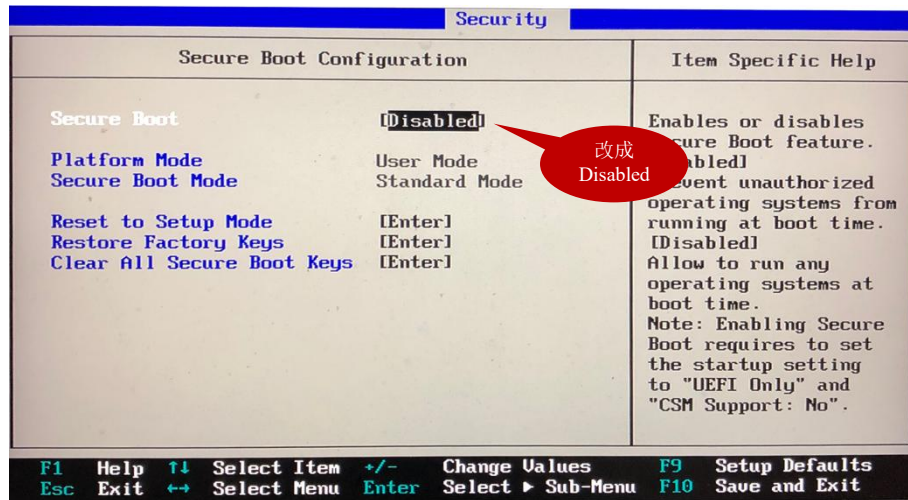 Security
Secure Boot Configuration
Item Specific Help
Secure Boot [Disabled]
Platform Mode User Mode
Secure Boot Mode Standard Mode
Reset to Setup Mode [Enter]
Restore Factory Keys [Enter]
Clear All Secure Boot Keys [Enter]
改成
Disabled
Enables or disables
cure Boot feature.
bled]
vent unauthorized
operating systems from
running at boot time.
[Disabled]
Allow to run any
operating systems at
boot time.
Note: Enabling Secure
Boot requires to set
the startup setting
to "UEFI Only" and
"CSM Support: No".
F1 Help ↑↓ Select Item +/- Change Values F9 Setup Defaults
Esc Exit ←→ Select Menu Enter Select ▶ Sub-Menu F10 Save and Exit